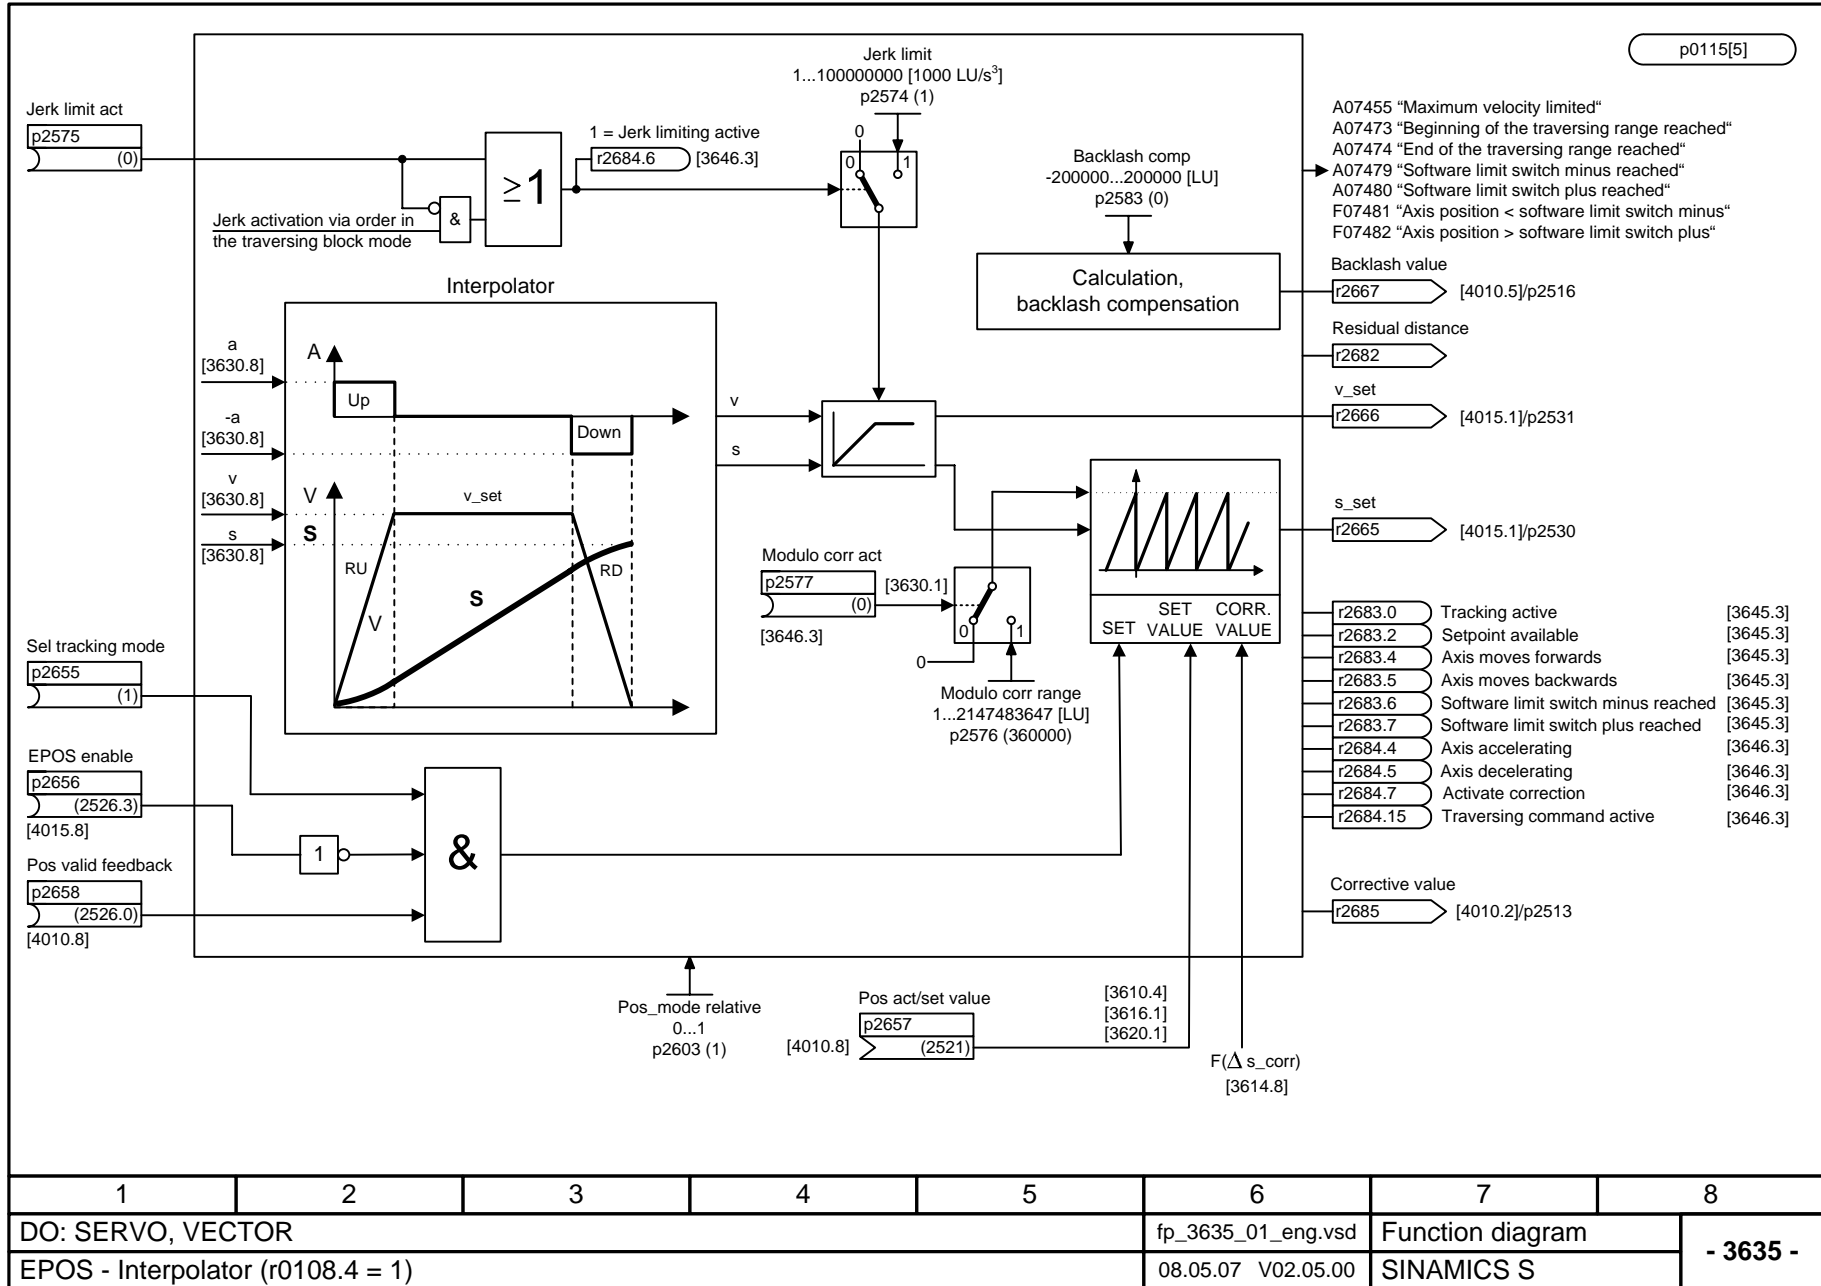 p0115[5]
Jerk limit
1...100000000 [1000 LU/s³]
p2574 (1)
0
0
1
Jerk limit act
p2575
(0)
≥1
1 = Jerk limiting active
r2684.6
[3646.3]
&
Jerk activation via order in
the traversing block mode
Backlash comp
-200000...200000 [LU]
p2583 (0)
Calculation,
backlash compensation
A07455 “Maximum velocity limited“
A07473 “Beginning of the traversing range reached“
A07474 “End of the traversing range reached“
A07479 “Software limit switch minus reached“
A07480 “Software limit switch plus reached“
F07481 “Axis position < software limit switch minus“
F07482 “Axis position > software limit switch plus“
Backlash value
r2667
[4010.5]/p2516
Residual distance
r2682
v_set
r2666
[4015.1]/p2531
s_set
r2665
[4015.1]/p2530
Interpolator
a
[3630.8]
-a
[3630.8]
v
[3630.8]
s
[3630.8]
A
Up
Down
V
S
v_set
RU
V
S
RD
v
s
Modulo corr act
p2577
(0)
[3630.1]
[3646.3]
0
1
0
Modulo corr range
1...2147483647 [LU]
p2576 (360000)
SET
SET
VALUE
CORR.
VALUE
Sel tracking mode
p2655
(1)
EPOS enable
p2656
(2526.3)
[4015.8]
1
&
Pos valid feedback
p2658
(2526.0)
[4010.8]
r2683.0 Tracking active [3645.3]
r2683.2 Setpoint available [3645.3]
r2683.4 Axis moves forwards [3645.3]
r2683.5 Axis moves backwards [3645.3]
r2683.6 Software limit switch minus reached [3645.3]
r2683.7 Software limit switch plus reached [3645.3]
r2684.4 Axis accelerating [3646.3]
r2684.5 Axis decelerating [3646.3]
r2684.7 Activate correction [3646.3]
r2684.15 Traversing command active [3646.3]
Corrective value
r2685
[4010.2]/p2513
Pos_mode relative
0...1
p2603 (1)
Pos act/set value
p2657
[4010.8]
(2521)
[3610.4]
[3616.1]
[3620.1]
F(Δ s_corr)
[3614.8]
1 2 3 4 5 6 7 8
DO: SERVO, VECTOR
fp_3635_01_eng.vsd
Function diagram
- 3635 -
EPOS - Interpolator (r0108.4 = 1)
08.05.07 V02.05.00
SINAMICS S